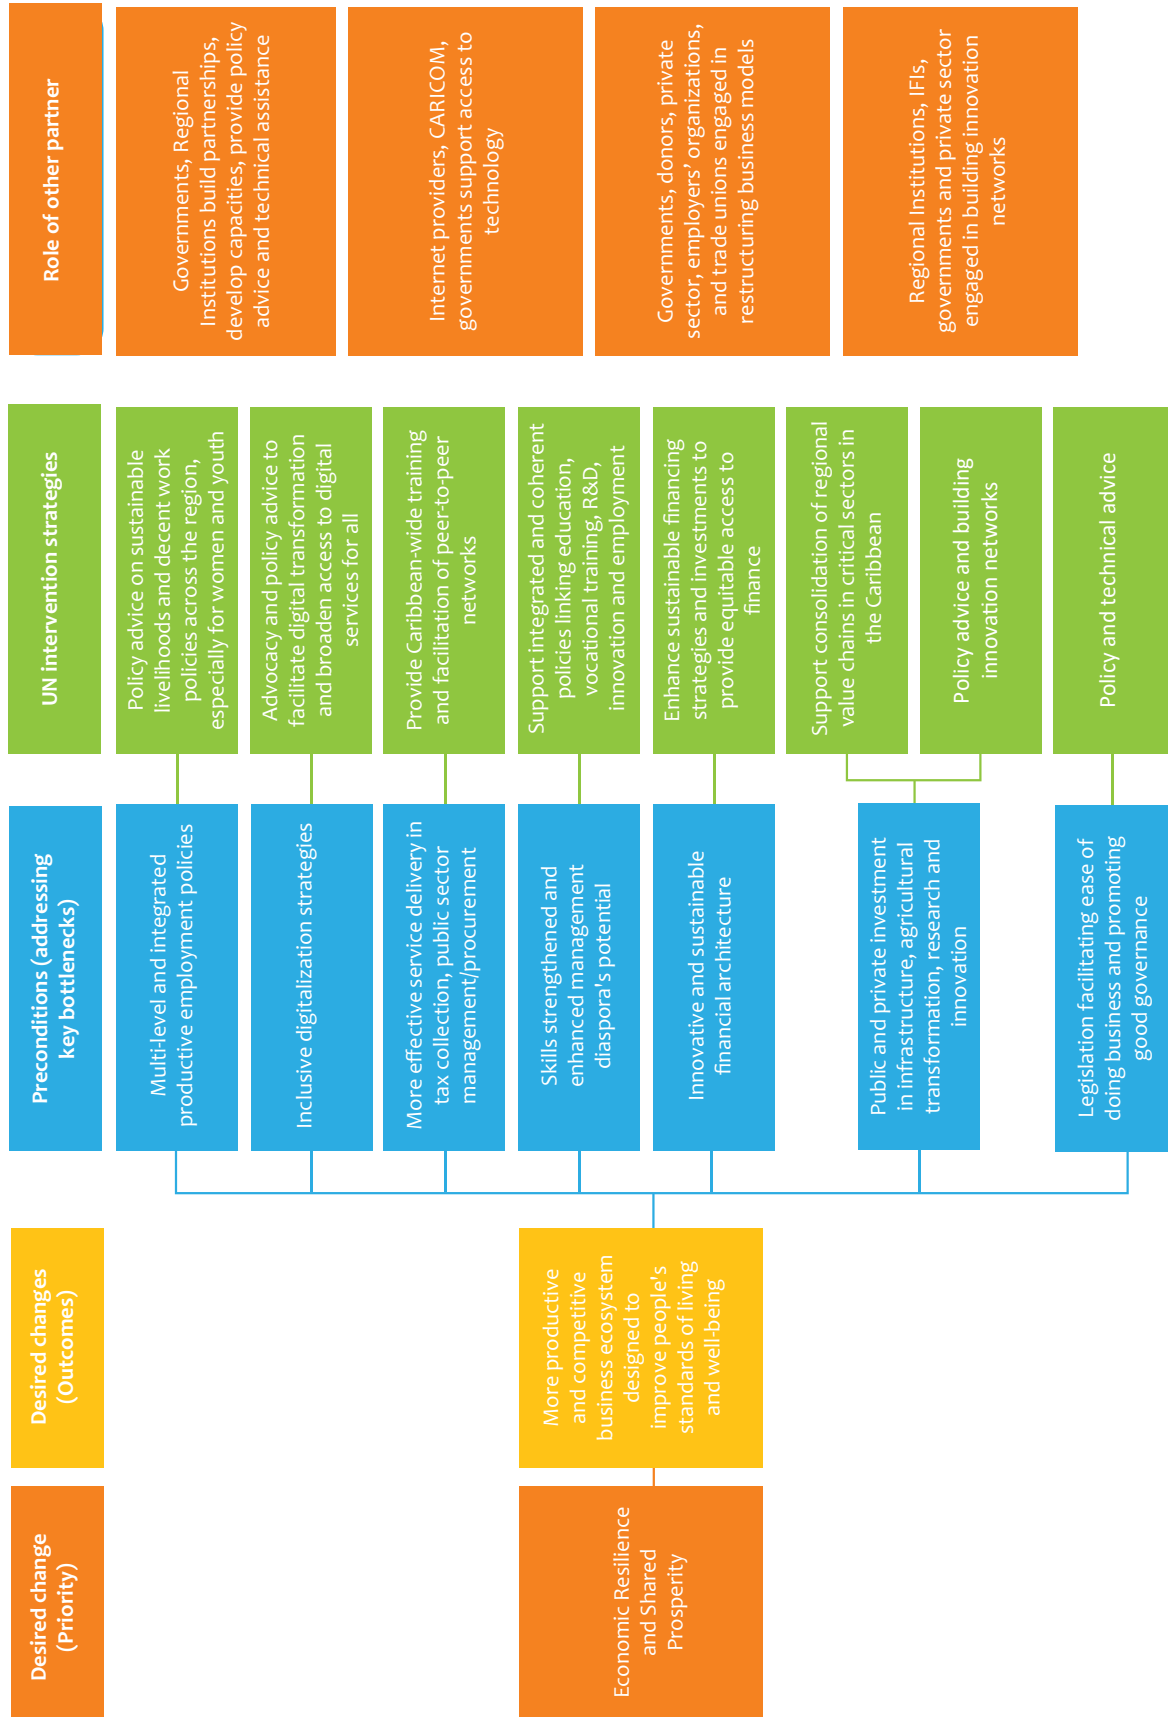 Desired change
(Priority)
Desired changes
(Outcomes)
Preconditions (addressing
key bottlenecks)
UN intervention strategies
Role of other partner
Economic Resilience
and Shared
Prosperity
More productive
and competitive
business ecosystem
designed to
improve people's
standards of living
and well-being
Multi-level and integrated
productive employment policies
Inclusive digitalization strategies
More effective service delivery in
tax collection, public sector
management/procurement
Skills strengthened and
enhanced management
diaspora's potential
Innovative and sustainable
financial architecture
Public and private investment
in infrastructure, agricultural
transformation, research and
innovation
Legislation facilitating ease of
doing business and promoting
good governance
Policy advice on sustainable
livelihoods and decent work
policies across the region,
especially for women and youth
Advocacy and policy advice to
facilitate digital transformation
and broaden access to digital
services for all
Provide Caribbean-wide training
and facilitation of peer-to-peer
networks
Support integrated and coherent
policies linking education,
vocational training, R&D,
innovation and employment
Enhance sustainable financing
strategies and investments to
provide equitable access to
finance
Support consolidation of regional
value chains in critical sectors in
the Caribbean
Policy advice and building
innovation networks
Policy and technical advice
Governments, Regional
Institutions build partnerships,
develop capacities, provide policy
advice and technical assistance
Internet providers, CARICOM,
governments support access to
technology
Governments, donors, private
sector, employers’ organizations,
and trade unions engaged in
restructuring business models
Regional Institutions, IFIs,
governments and private sector
engaged in building innovation
networks